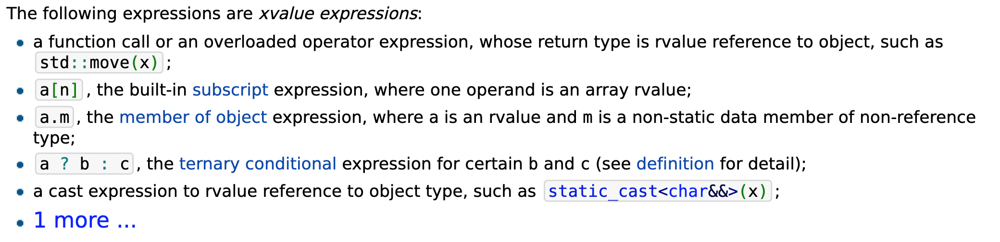 The following expressions are xvalue expressions:
a function call or an overloaded operator expression, whose return type is rvalue reference to object, such as
std::move(x);
a[n], the built-in subscript expression, where one operand is an array rvalue;
a.m, the member of object expression, where a is an rvalue and m is a non-static data member of non-reference
type;
a ? b : c, the ternary conditional expression for certain b and c (see definition for detail);
a cast expression to rvalue reference to object type, such as static_cast<char&&>(x);
1 more ...